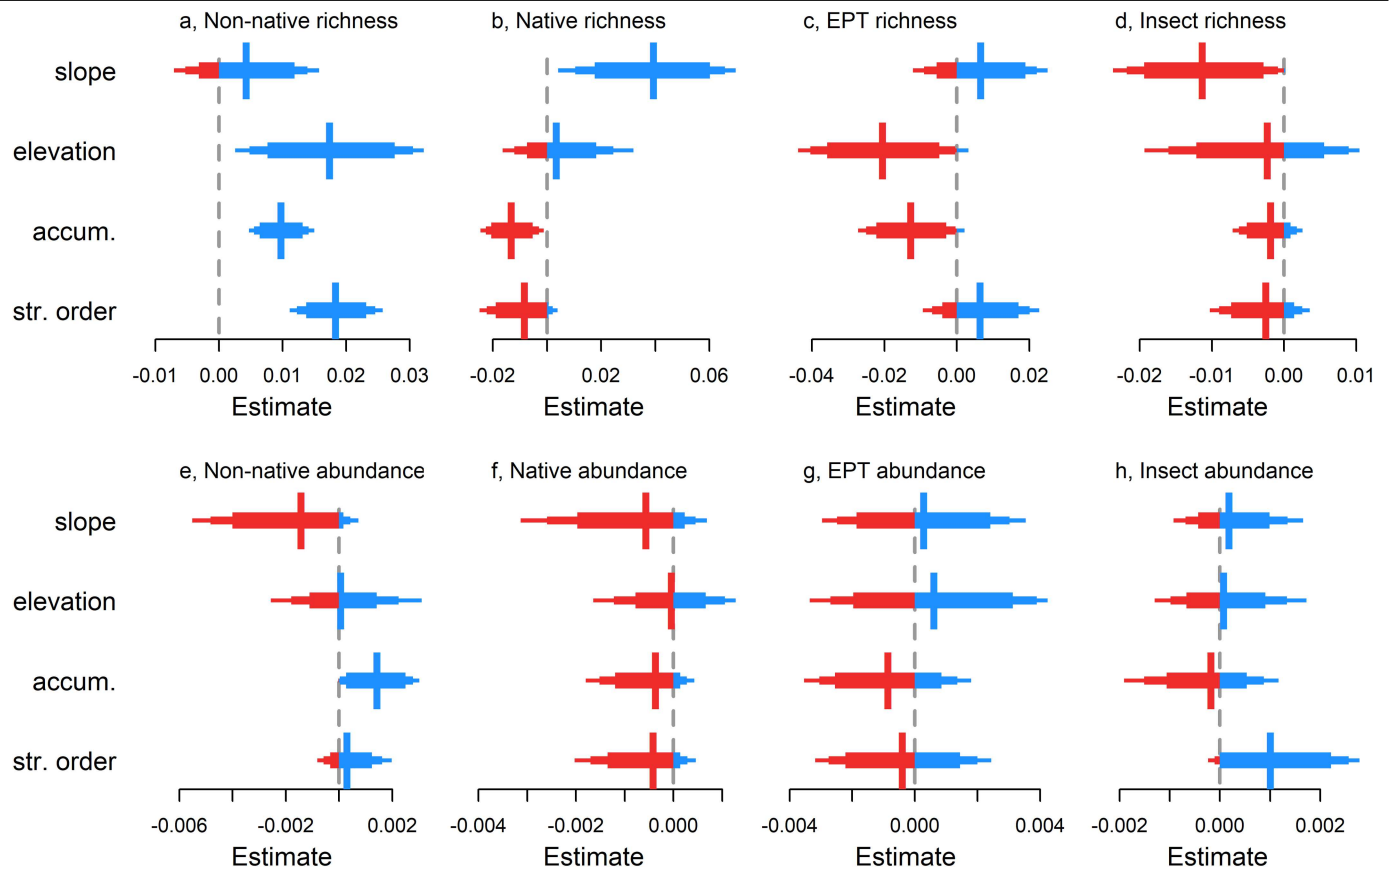 a, Non-native richness
b, Native richness
c, EPT richness
d, Insect richness
slope
elevation
accum.
str. order
-0.01 0.00 0.01 0.02 0.03
-0.02 0.02 0.06
-0.04 -0.02 0.00 0.02
-0.02 -0.01 0.00 0.01
Estimate
Estimate
Estimate
Estimate
e, Non-native abundance
f, Native abundance
g, EPT abundance
h, Insect abundance
slope
elevation
accum.
str. order
-0.006 -0.002 0.002
-0.004 -0.002 0.000
-0.004 0.000 0.004
-0.002 0.000 0.002
Estimate
Estimate
Estimate
Estimate